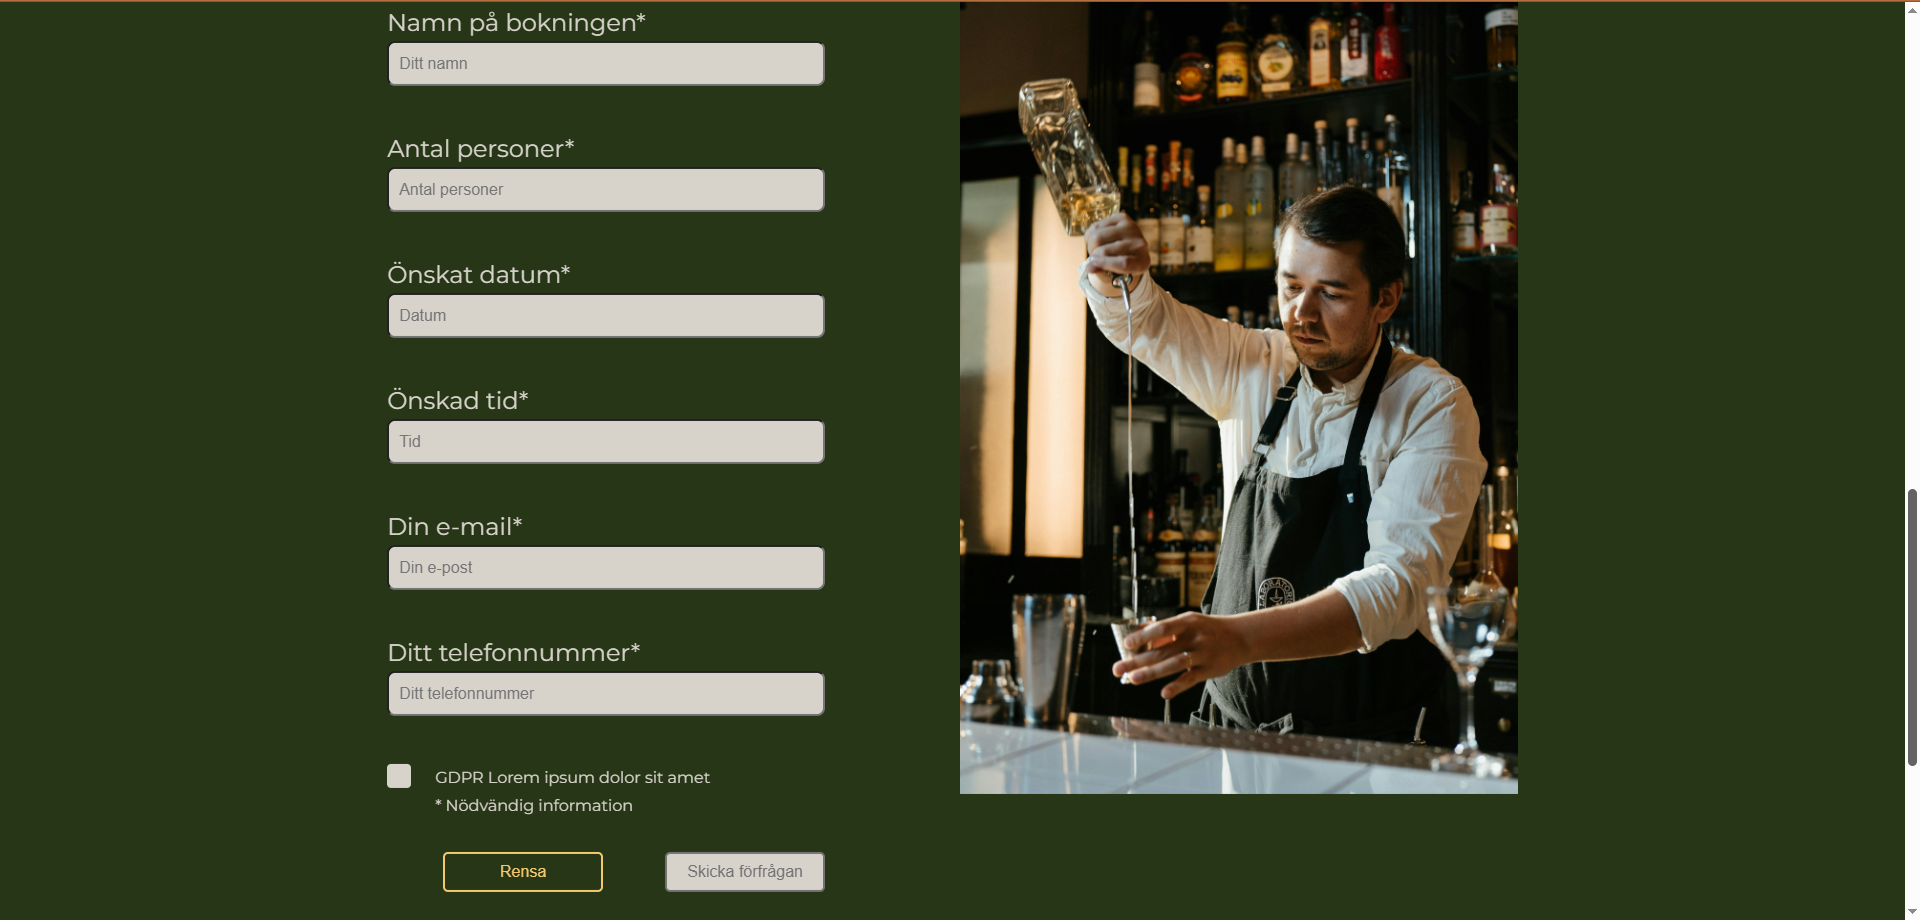 Namn på bokningen*
Ditt namn
Antal personer*
Antal personer
Önskat datum*
Datum
Önskad tid*
Tid
Din e-mail*
Din e-post
Ditt telefonnummer*
Ditt telefonnummer
GDPR Lorem ipsum dolor sit amet
* Nödvändig information
Rensa
Skicka förfrågan